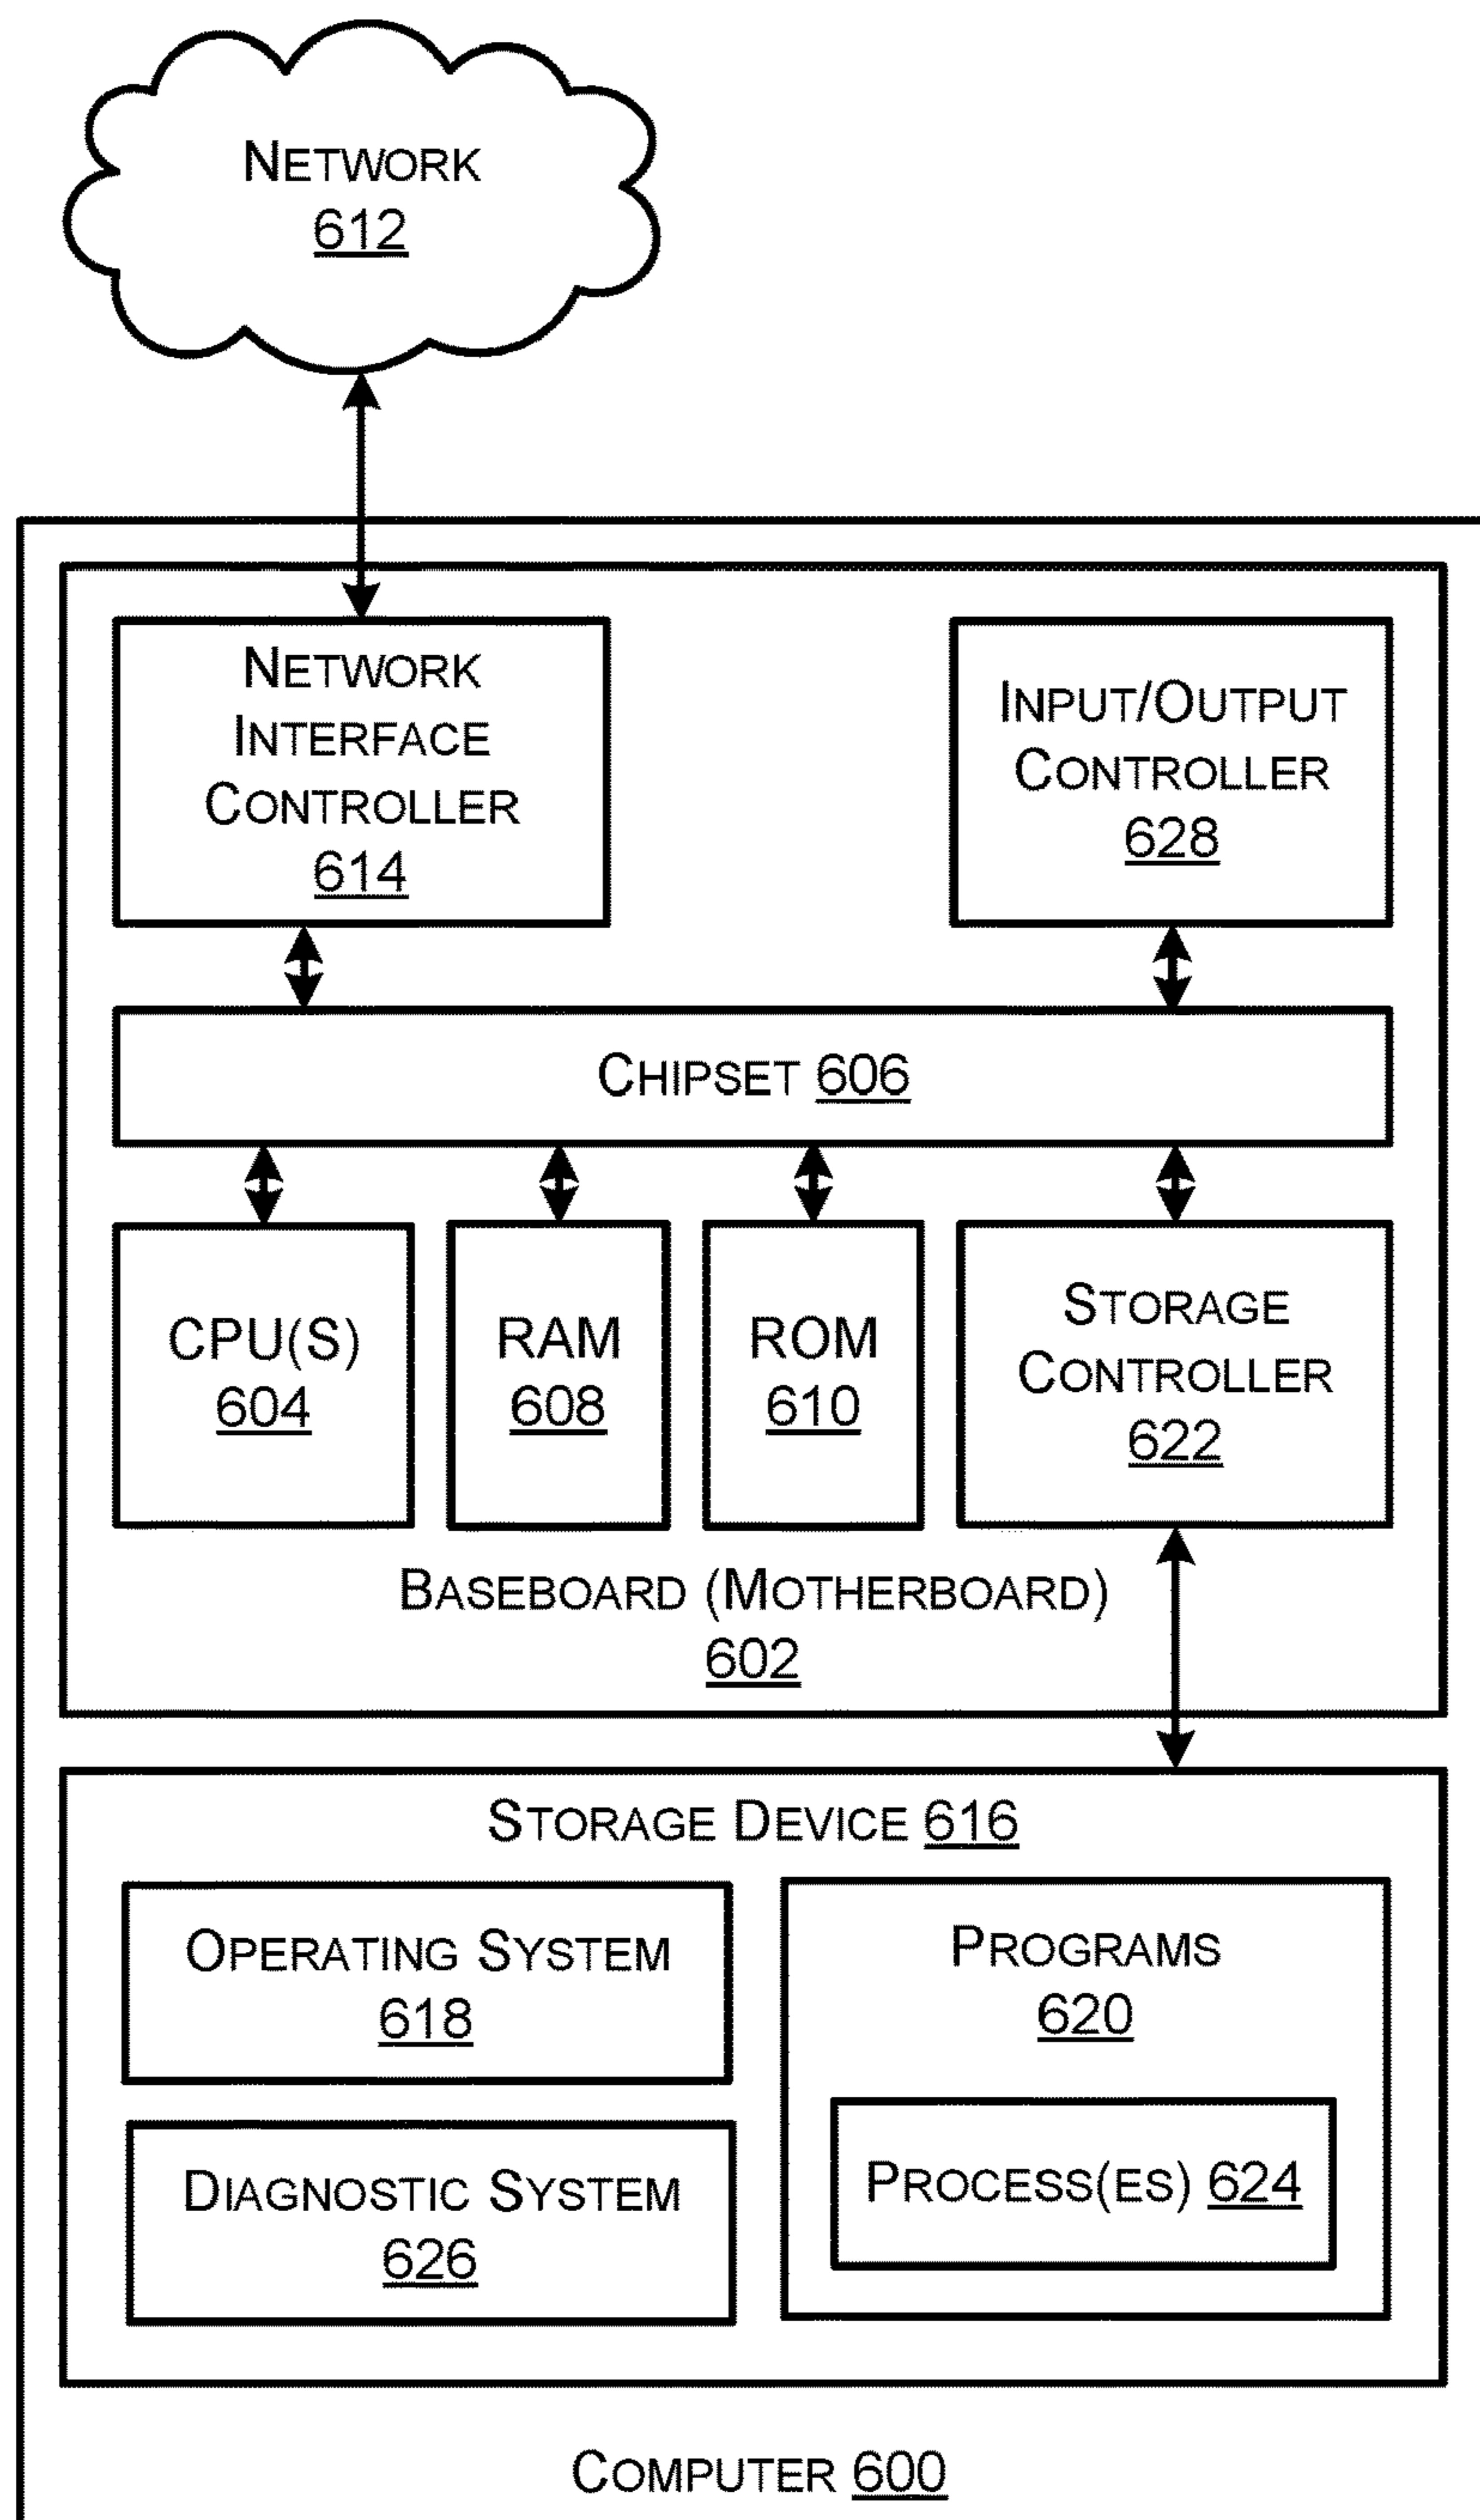 NETWORK
612
NETWORK
INTERFACE
CONTROLLER
614
INPUT/OUTPUT
CONTROLLER
628
CHIPSET 606
CPU(S)
604
RAM
608
ROM
610
STORAGE
CONTROLLER
622
BASEBOARD (MOTHERBOARD)
602
STORAGE DEVICE 616
OPERATING SYSTEM
618
DIAGNOSTIC SYSTEM
626
PROGRAMS
620
PROCESS(ES) 624
COMPUTER 600